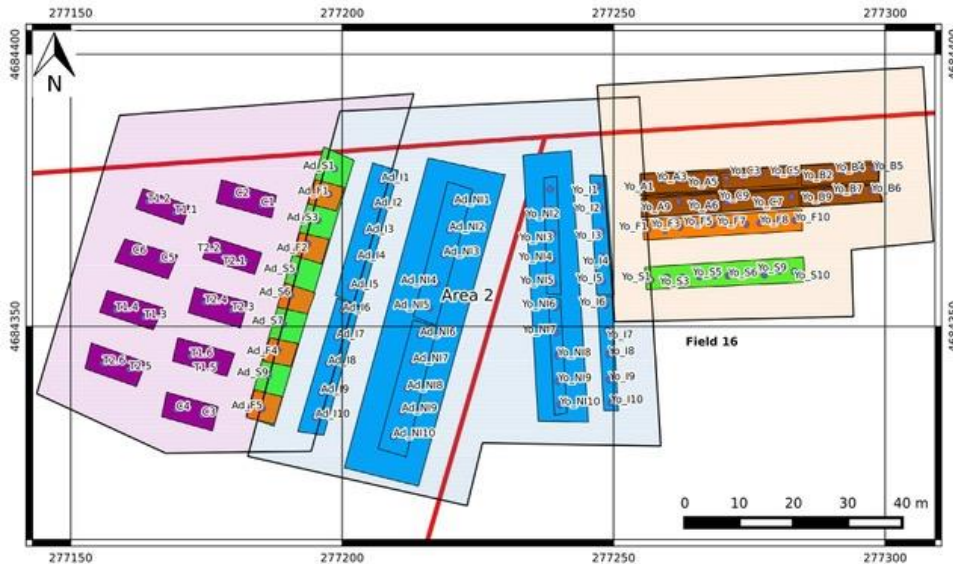 277150 277200 277250 277300
4684400
4684400
N
Ad_S1
Ad_F1
Ad_S3
Ad_F2
Ad_S5
Ad_S6
Ad_S7
Ad_F4
Ad_S9
Ad_F5
T1.2
T1.1
C2
C1
C6
C5
T2.2
T2.1
T1.4
T1.3
T2.4
T2.3
T2.6
T2.5
T1.6
T1.5
C4
C3
Ad_I1
Ad_I2
Ad_I3
Ad_I4
Ad_I5
Ad_I6
Ad_I7
Ad_I8
Ad_I9
Ad_I10
Ad_NI1
Ad_NI2
Ad_NI3
Ad_NI4
Ad_NI5
Ad_NI6
Ad_NI7
Ad_NI8
Ad_NI9
Ad_NI10
Area 2
Yo_NI2
Yo_NI3
Yo_NI4
Yo_NI5
Yo_NI6
Yo_NI7
Yo_NI8
Yo_NI9
Yo_NI10
Yo_I1
Yo_I2
Yo_I3
Yo_I4
Yo_I5
Yo_I6
Yo_I7
Yo_I8
Yo_I9
Yo_I10
Yo_A1 Yo_A3 Yo_A5 Yo_C3 Yo_C5 Yo_B2 Yo_B4 Yo_B5
Yo_A9 Yo_A6 Yo_C9 Yo_C7 Yo_B9 Yo_B7 Yo_B6
Yo_F1 Yo_F3 Yo_F5 Yo_F7 Yo_F8 Yo_F10
Yo_S1 Yo_S3 Yo_S5 Yo_S6 Yo_S9 Yo_S10
4684350
4684350
Field 16
0 10 20 30 40 m
277150 277200 277250 277300